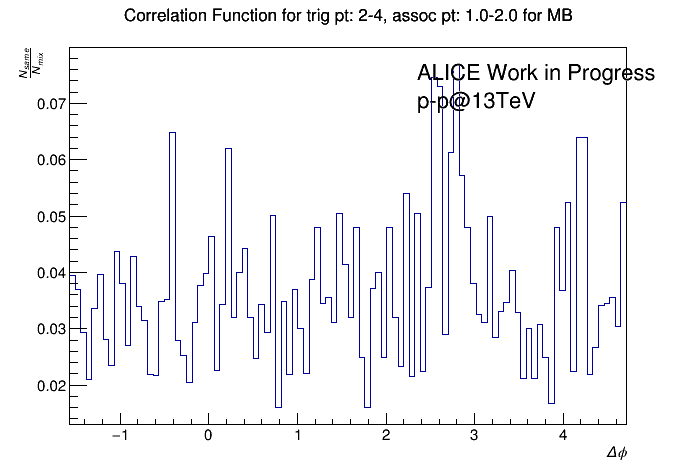 Correlation Function for trig pt: 2-4, assoc pt: 1.0-2.0 for MB
N_same
N_mix
ALICE Work in Progress
p-p@13TeV
0.07
0.06
0.05
0.04
0.03
0.02
−1 0 1 2 3 4
Δϕ